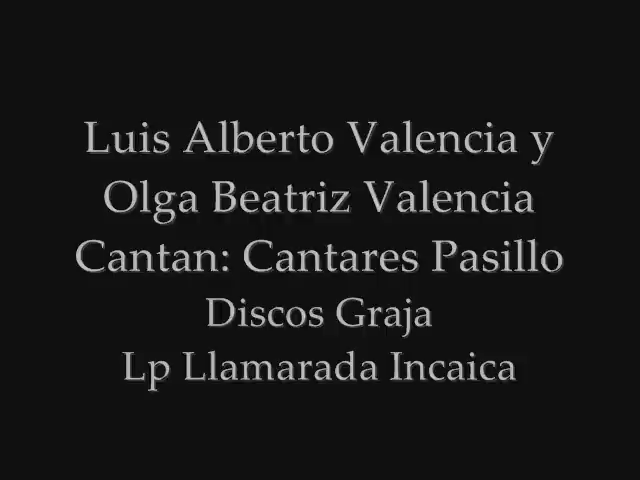 Luis Alberto Valencia y
Olga Beatriz Valencia
Cantan: Cantares Pasillo
Discos Graja
Lp Llamarada Incaica